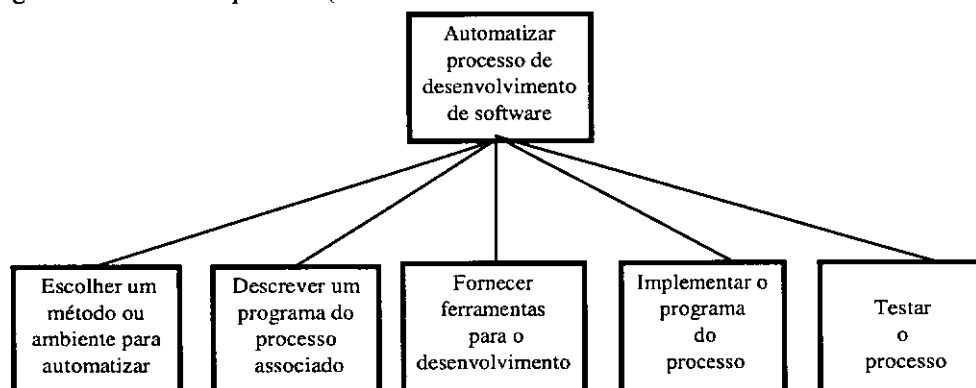 Automatizar
processo de
desenvolvimento
de software
Escolher um
método ou
ambiente para
automatizar
Descrever um
programa do
processo
associado
Fornecer
ferramentas
para o
desenvolvimento
Implementar o
programa
do
processo
Testar
o
processo